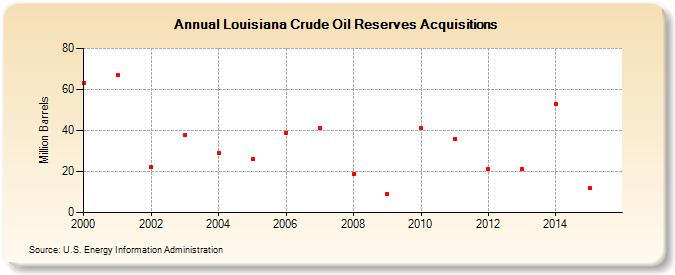 Annual Louisiana Crude Oil Reserves Acquisitions
Million Barrels
80
60
40
20
0
2000 2002 2004 2006 2008 2010 2012 2014
Source: U.S. Energy Information Administration